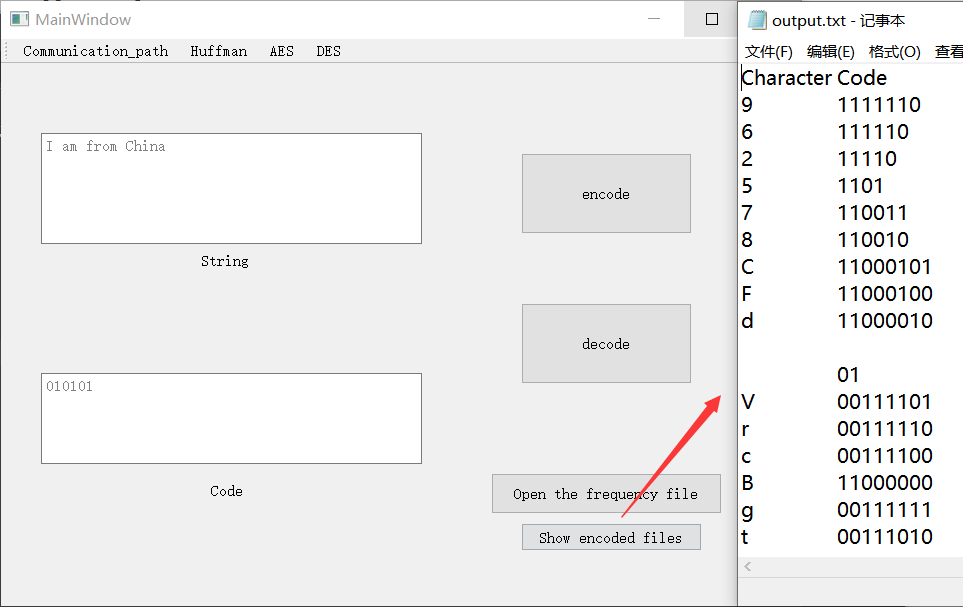 MainWindow
Communication_path Huffman AES DES
I am from China
String
encode
decode
010101
Code
Open the frequency file
Show encoded files
output.txt - 记事本
文件(F) 编辑(E) 格式(O) 查看
Character Code
9 1111110
6 111110
2 11110
5 1101
7 110011
8 110010
C 11000101
F 11000100
d 11000010
01
V 00111101
r 00111110
c 00111100
B 11000000
g 00111111
t 00111010